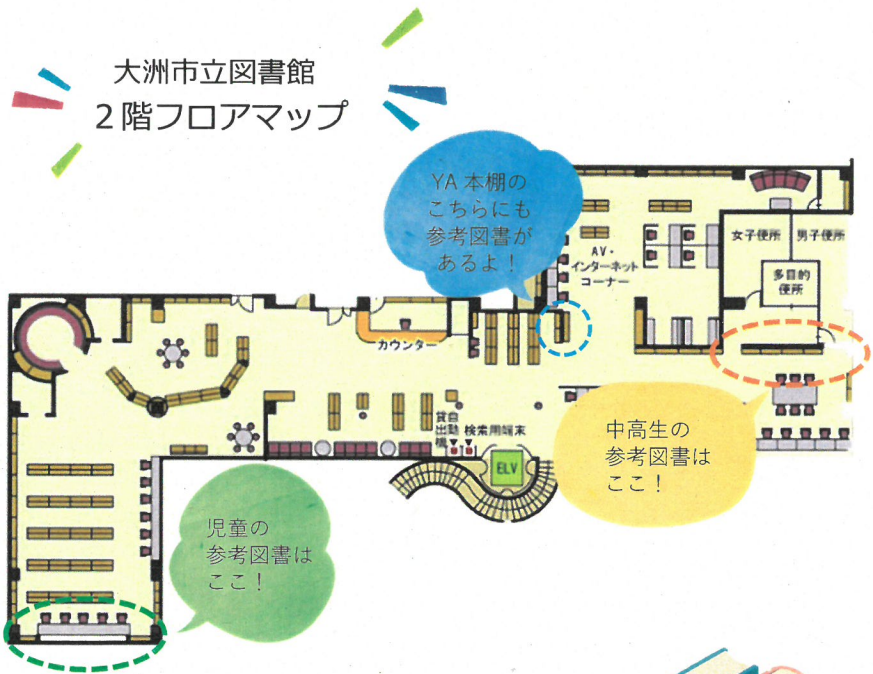 大洲市立図書館
２階フロアマップ
YA 本棚の
こちらにも
参考図書が
あるよ！
AV・
インターネット
コーナー
女子便所
男子便所
多目的
便所
カウンター
貸自
出動
機
検索用端末
ELV
中高生の
参考図書は
ここ！
児童の
参考図書は
ここ！